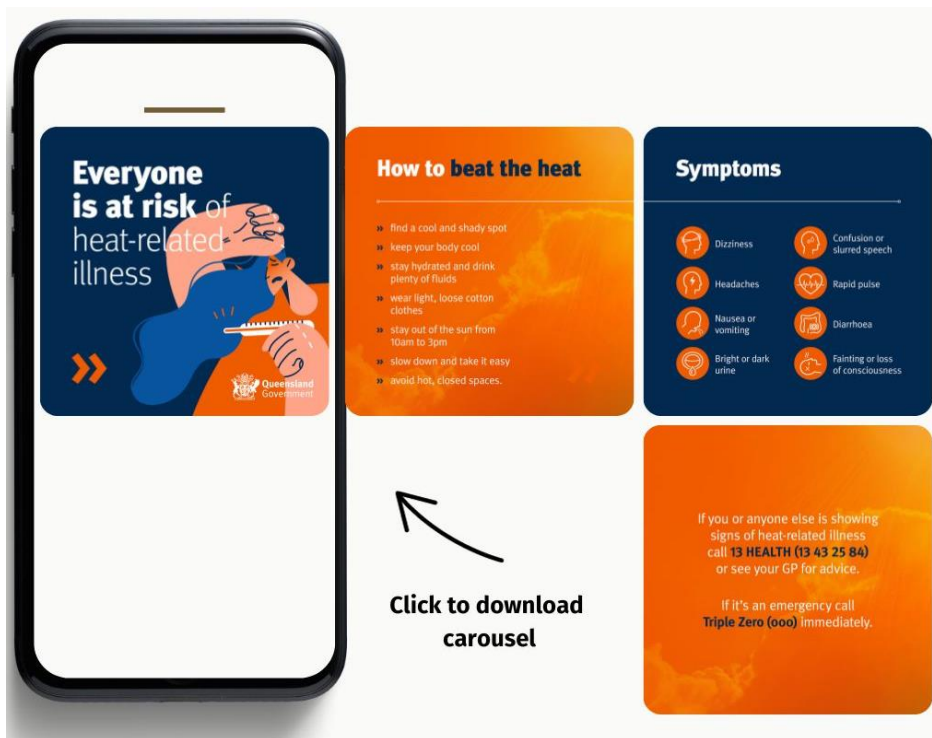 Everyone
is at risk of
heat-related
illness
Queensland
Government
How to beat the heat
» find a cool and shady spot
» keep your body cool
» stay hydrated and drink
plenty of fluids
» wear light, loose cotton
clothes
» stay out of the sun from
10am to 3pm
» slow down and take it easy
» avoid hot, closed spaces.
Symptoms
Dizziness
Confusion or
slurred speech
Headaches
Rapid pulse
Nausea or
vomiting
Diarrhoea
Bright or dark
urine
Fainting or loss
of consciousness
If you or anyone else is showing
signs of heat-related illness
call 13 HEALTH (13 43 25 84)
or see your GP for advice.
If it's an emergency call
Triple Zero (000) immediately.
Click to download
carousel